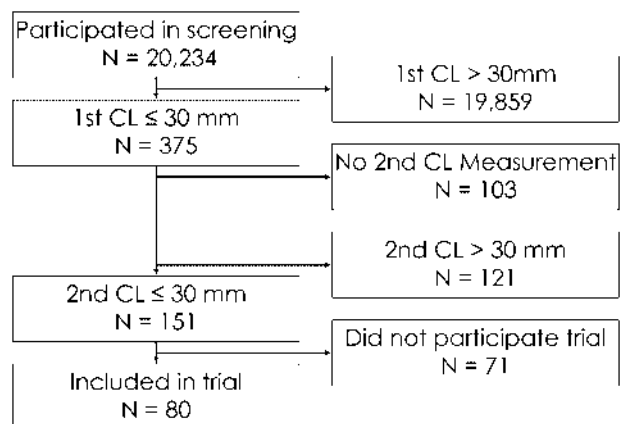 Participated in screening
N = 20,234
1st CL > 30mm
N = 19,859
1st CL ≤ 30 mm
N = 375
No 2nd CL Measurement
N = 103
2nd CL > 30 mm
N = 121
2nd CL ≤ 30 mm
N = 151
Did not participate trial
N = 71
Included in trial
N = 80